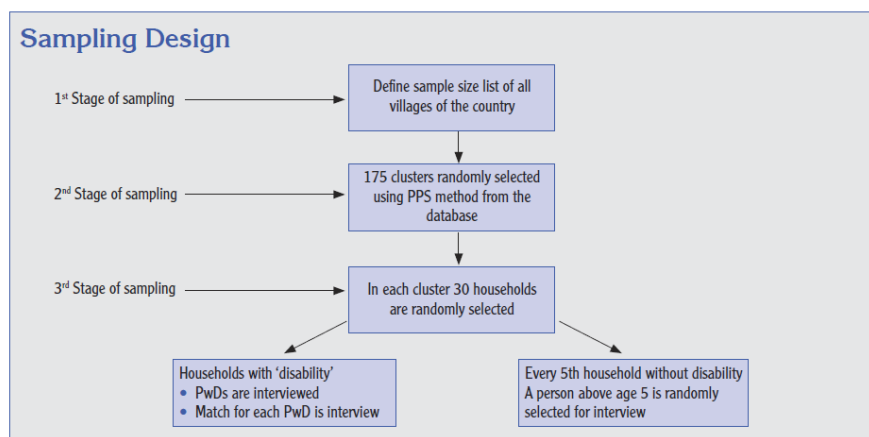 Sampling Design
1st Stage of sampling
Define sample size list of all
villages of the country
2nd Stage of sampling
175 clusters randomly selected
using PPS method from the
database
3rd Stage of sampling
In each cluster 30 households
are randomly selected
Households with ‘disability’
• PwDs are interviewed
• Match for each PwD is interview
Every 5th household without disability
A person above age 5 is randomly
selected for interview